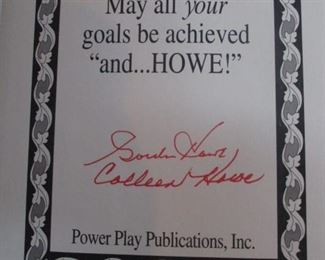 May all your
goals be achieved
“and...HOWE!”
Gordie Howe
Colleen Howe
Power Play Publications, Inc.